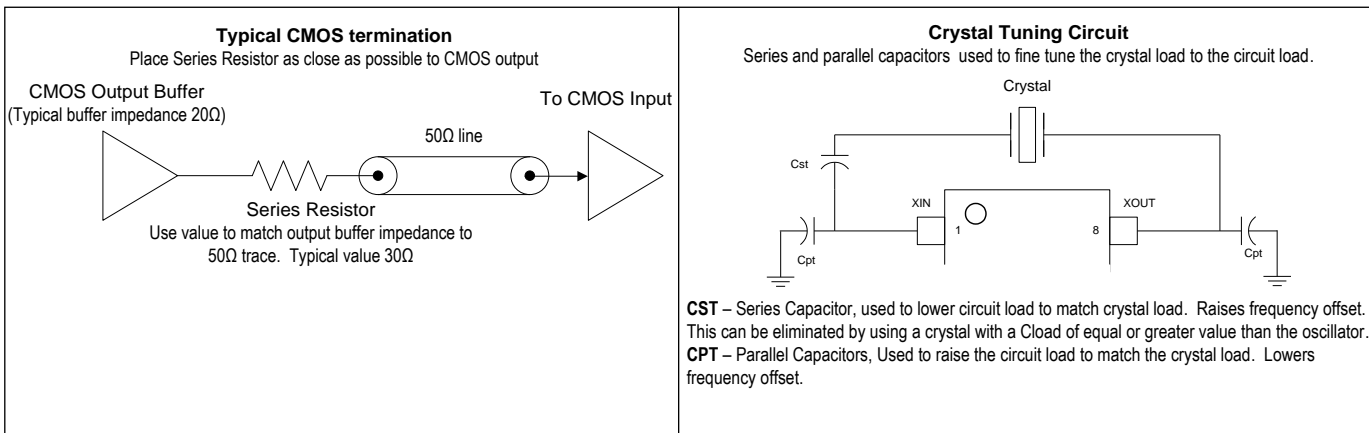 Typical CMOS termination
Place Series Resistor as close as possible to CMOS output
CMOS Output Buffer
(Typical buffer impedance 20Ω)
To CMOS Input
50Ω line
Series Resistor
Use value to match output buffer impedance to
50Ω trace. Typical value 30Ω
Crystal Tuning Circuit
Series and parallel capacitors used to fine tune the crystal load to the circuit load.
Crystal
Cst
XIN
XOUT
1
8
Cpt
Cpt
CST – Series Capacitor, used to lower circuit load to match crystal load. Raises frequency offset.
This can be eliminated by using a crystal with a Cload of equal or greater value than the oscillator.
CPT – Parallel Capacitors, Used to raise the circuit load to match the crystal load. Lowers
frequency offset.